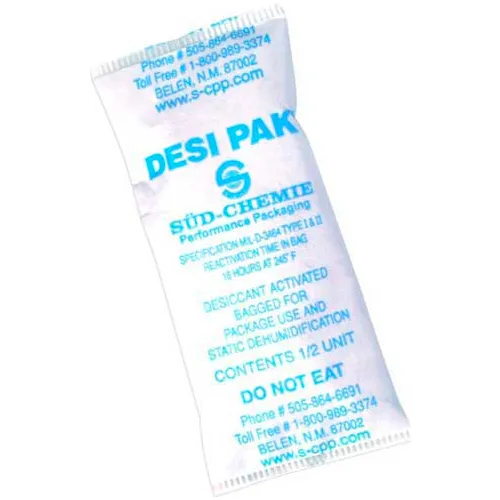 Phone # 505-864-6691
Toll Free # 1-800-989-3374
BELEN, N.M. 87002
www.s-cpp.com
DESI PAK
S
SÜD-CHEMIE
Performance Packaging
SPECIFICATION MIL-D-3464 TYPE I & II
REACTIVATION TIME IN BAG
16 HOURS AT 245° F
DESICCANT ACTIVATED
BAGGED FOR
PACKAGE USE AND
STATIC DEHUMIDIFICATION
CONTENTS 1/2 UNIT
DO NOT EAT
Phone # 505-864-6691
Toll Free # 1-800-989-3374
BELEN, N.M. 87002
www.s-cpp.com